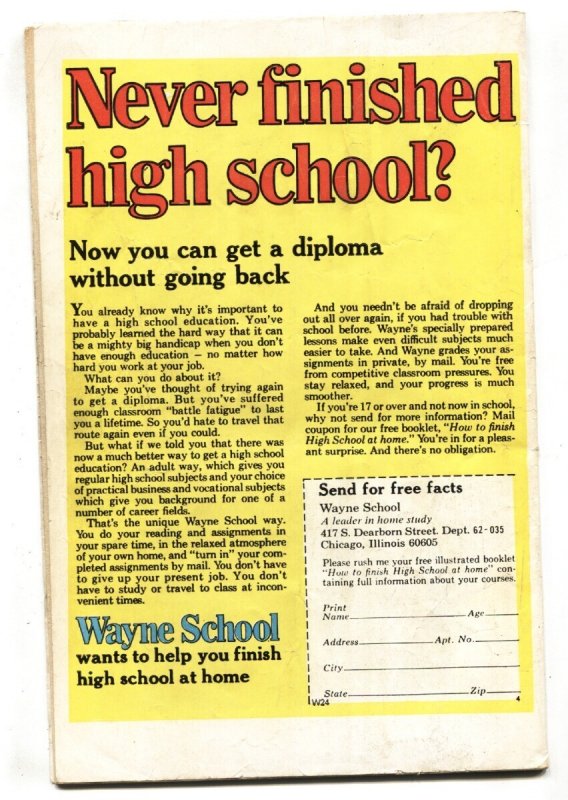 Never finished
high school?
Now you can get a diploma
without going back
You already know why it's important to
have a high school education. You've
probably learned the hard way that it can
be a mighty big handicap when you don't
have enough education — no matter how
hard you work at your job.
What can you do about it?
Maybe you've thought of trying again
to get a diploma. But you've suffered
enough classroom "battle fatigue" to last
you a lifetime. So you'd hate to travel that
route again even if you could.
But what if we told you that there was
now a much better way to get a high school
education? An adult way, which gives you
regular high school subjects and your choice
of practical business and vocational subjects
which give you background for one of a
number of career fields.
That's the unique Wayne School way.
You do your reading and assignments in
your spare time, in the relaxed atmosphere
of your own home, and "turn in" your com-
pleted assignments by mail. You don't have
to give up your present job. You don't
have to study or travel to class at incon-
venient times.
Wayne School
wants to help you finish
high school at home
And you needn't be afraid of dropping
out all over again, if you had trouble with
school before. Wayne's specially prepared
lessons make even difficult subjects much
easier to take. And Wayne grades your as-
signments in private, by mail. You're free
from competitive classroom pressures. You
stay relaxed, and your progress is much
smoother.
If you're 17 or over and not now in school,
why not send for more information? Mail
coupon for our free booklet, "How to finish
High School at home." You're in for a pleas-
ant surprise. And there's no obligation.
Send for free facts
Wayne School
A leader in home study
417 S. Dearborn Street. Dept. 62-035
Chicago, Illinois 60605
Please rush me your free illustrated booklet
"How to finish High School at home" con-
taining full information about your courses.
Print
Name Age
Address Apt. No.
City
State Zip
W24 4